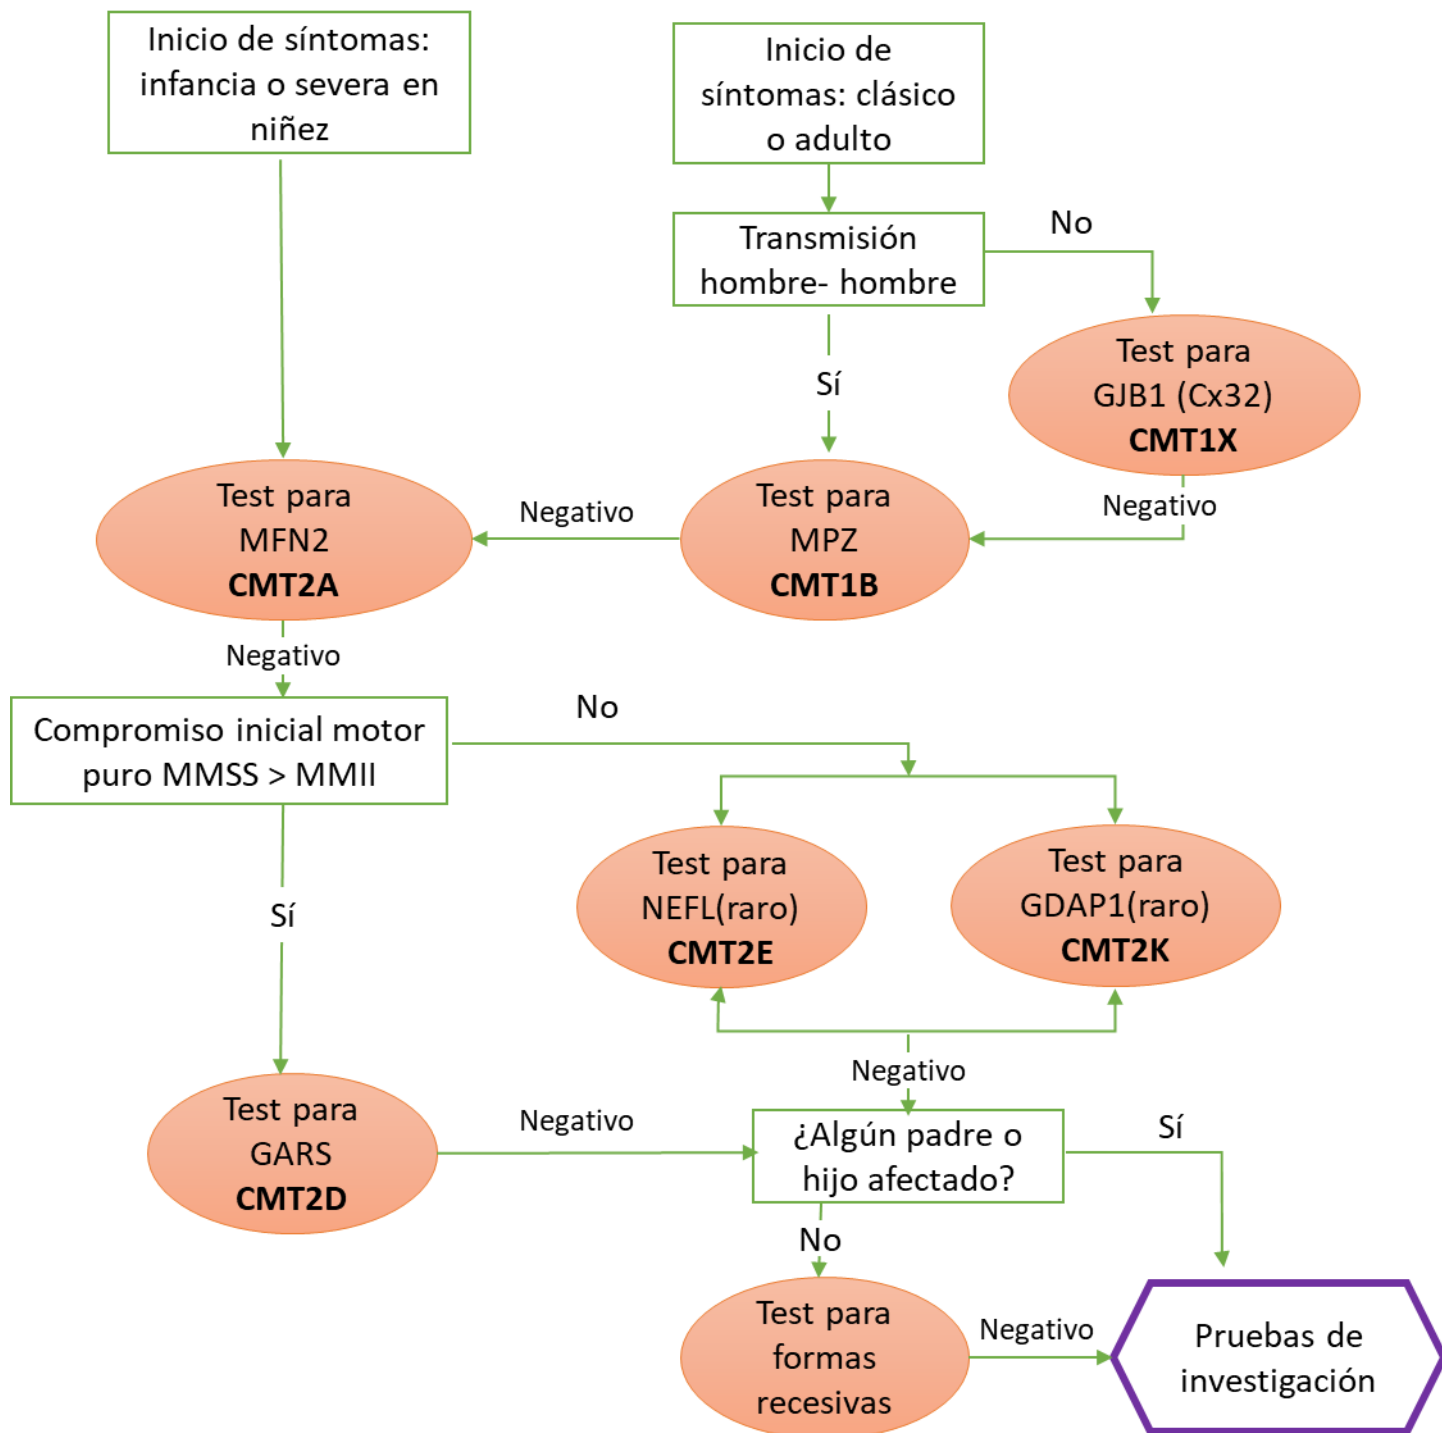 Inicio de síntomas:
infancia o severa en
niñez
Inicio de
síntomas: clásico
o adulto
Transmisión
hombre- hombre
No
Test para
GJB1 (Cx32)
CMT1X
Sí
Negativo
Test para
MPZ
CMT1B
Negativo
Test para
MFN2
CMT2A
Negativo
Compromiso inicial motor
puro MMSS > MMII
No
Test para
NEFL(raro)
CMT2E
Test para
GDAP1(raro)
CMT2K
Sí
Negativo
Test para
GARS
CMT2D
Negativo
¿Algún padre o
hijo afectado?
Sí
No
Test para
formas
recesivas
Negativo
Pruebas de
investigación